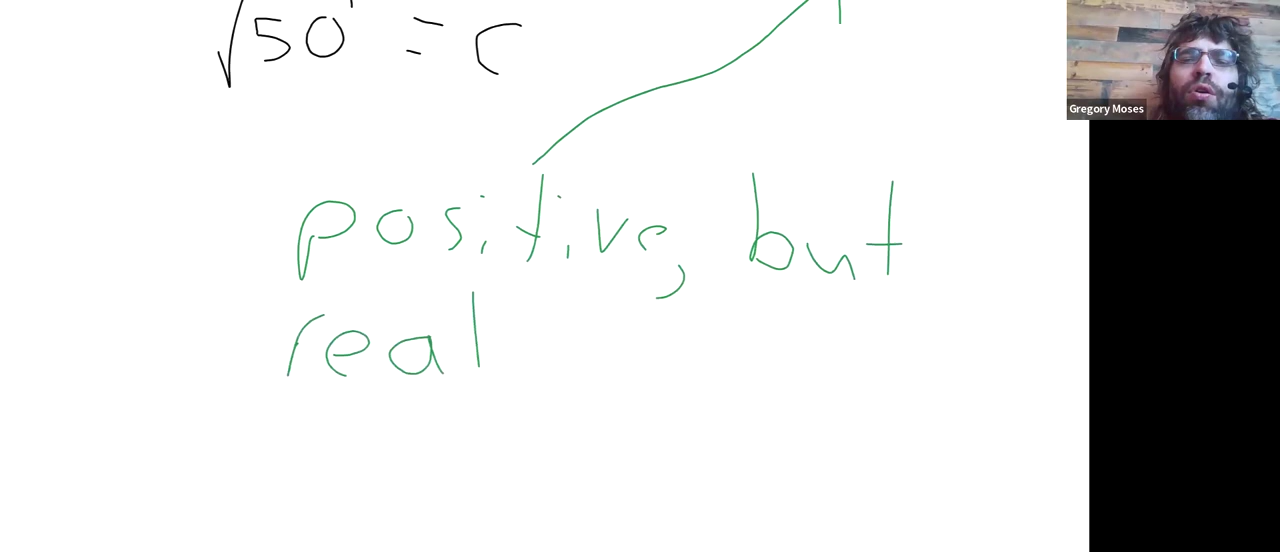 √50 = c
Gregory Moses
positive, but
real